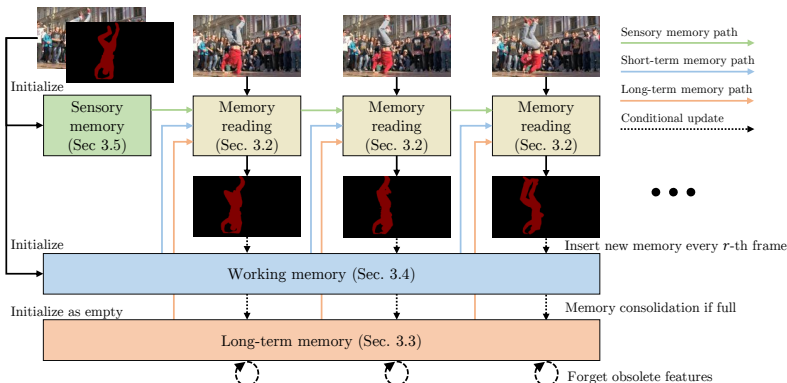 Sensory memory path
Short-term memory path
Long-term memory path
Conditional update
Initialize
Sensory
memory
(Sec 3.5)
Memory
reading
(Sec. 3.2)
Memory
reading
(Sec. 3.2)
Memory
reading
(Sec. 3.2)
Initialize
Insert new memory every r-th frame
Working memory (Sec. 3.4)
Initialize as empty
Memory consolidation if full
Long-term memory (Sec. 3.3)
Forget obsolete features